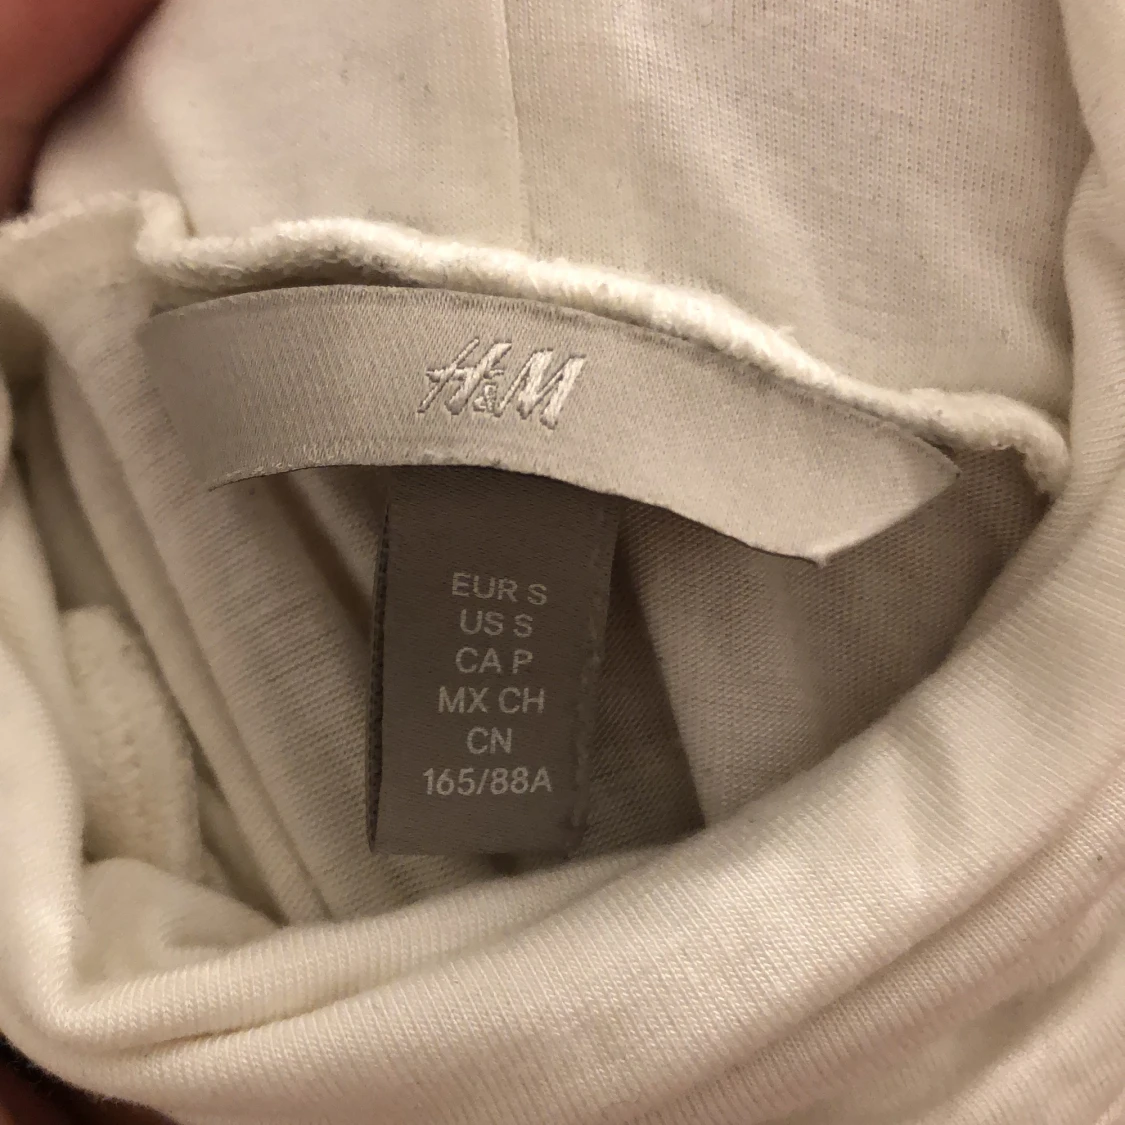 H&M
EUR S
US S
CA P
MX CH
CN
165/88A